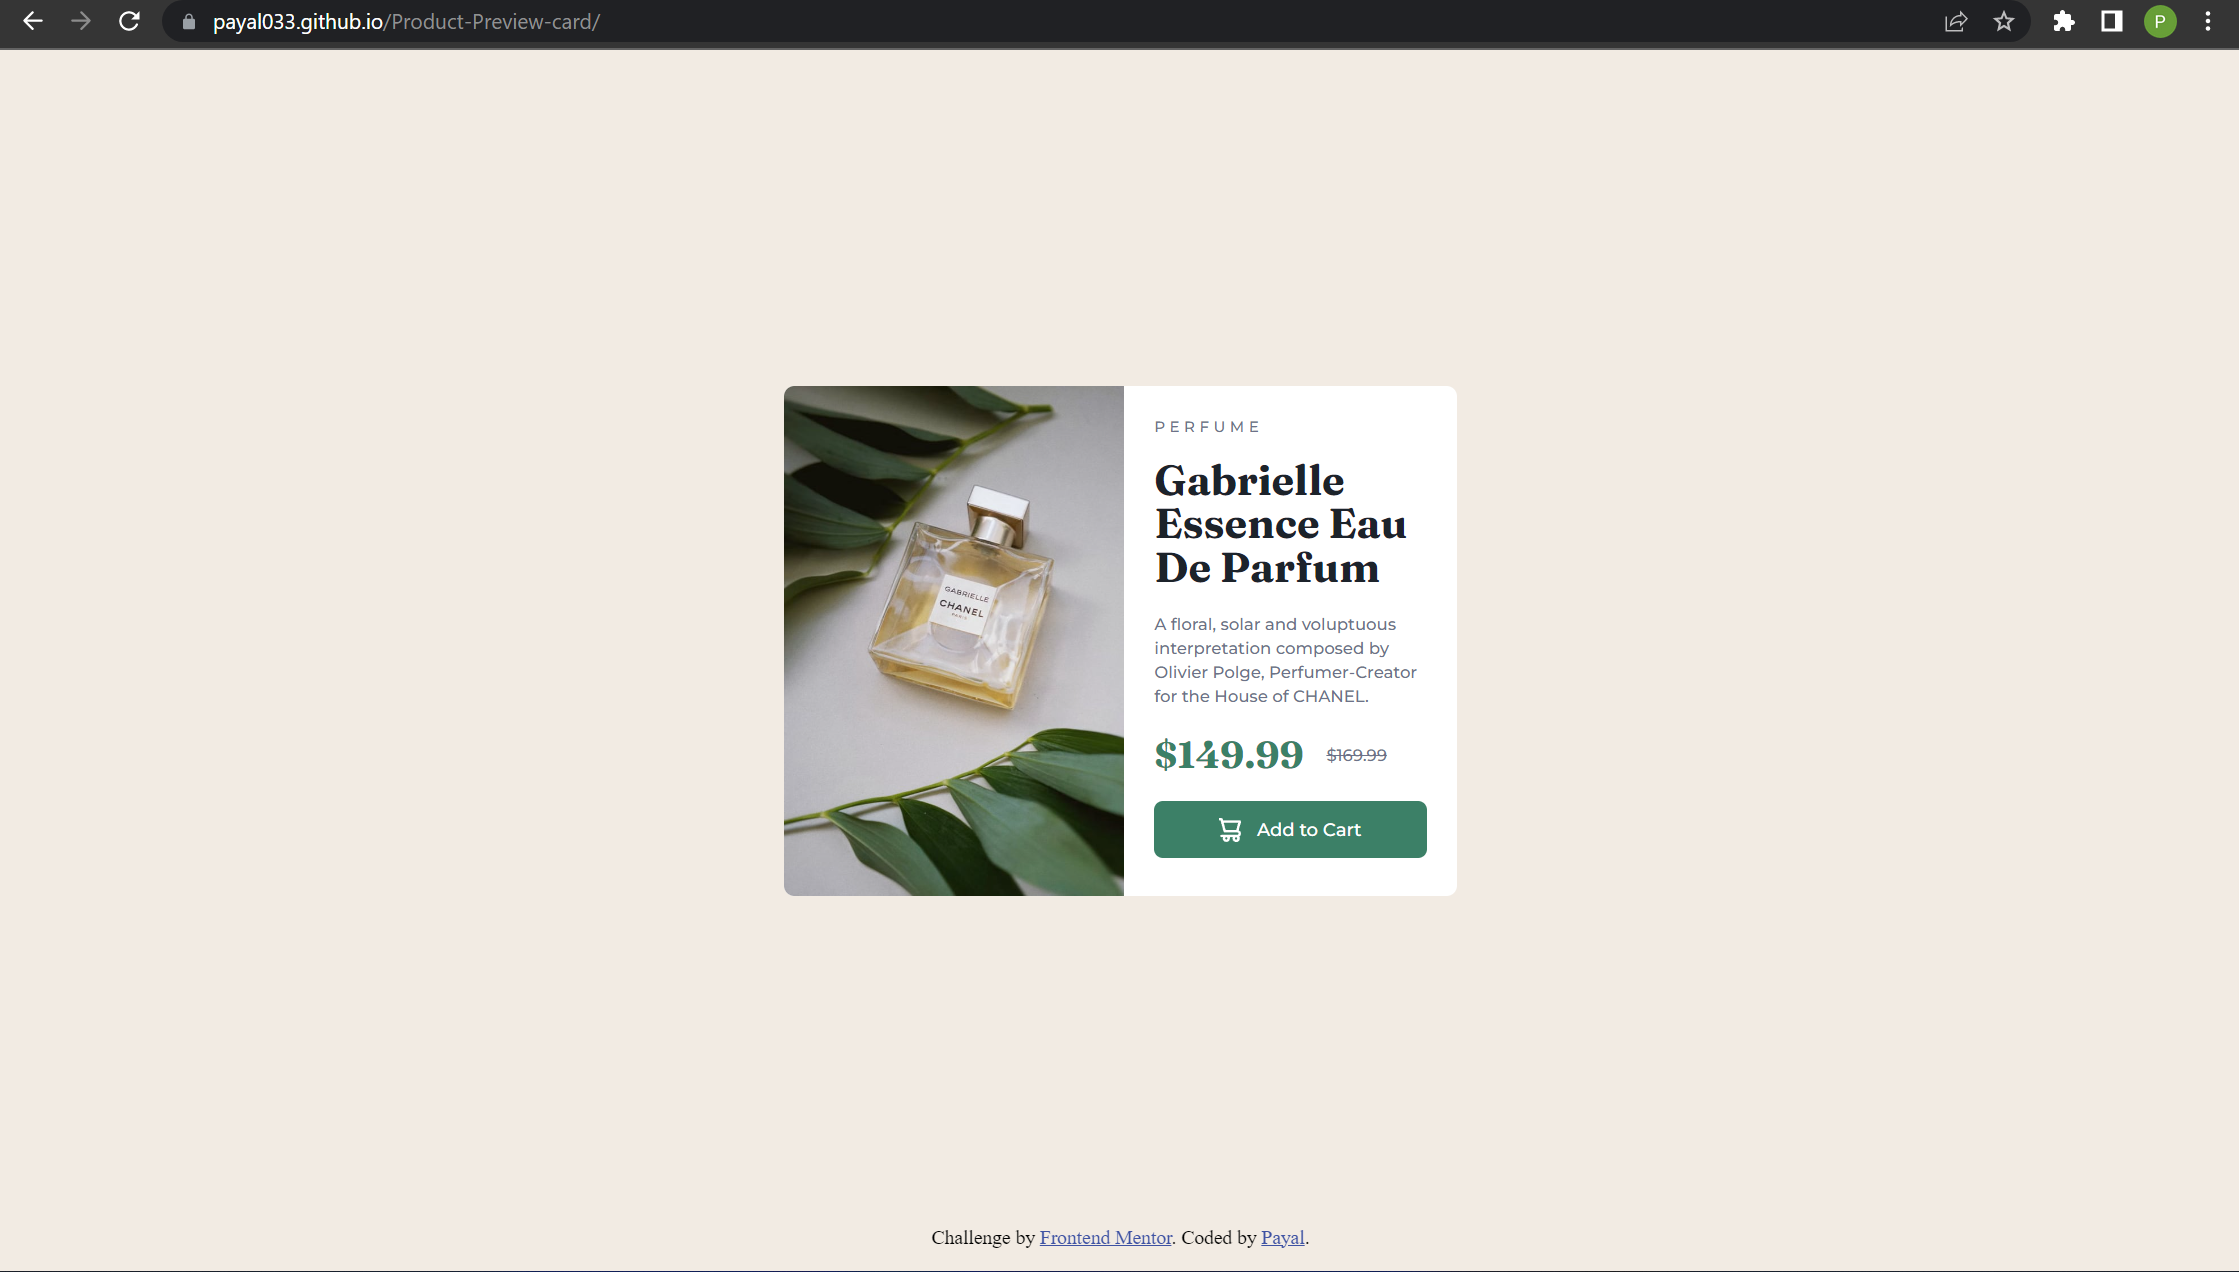 payal033.github.io/Product-Preview-card/
P
GABRIELLE
CHANEL
PARIS
PERFUME
Gabrielle
Essence Eau
De Parfum
A floral, solar and voluptuous
interpretation composed by
Olivier Polge, Perfumer-Creator
for the House of CHANEL.
$149.99 $169.99
Add to Cart
Challenge by Frontend Mentor. Coded by Payal.